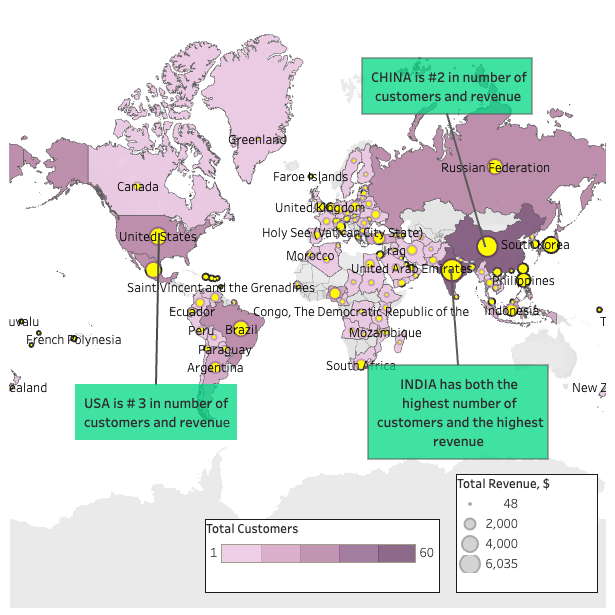 CHINA is #2 in number of
customers and revenue
Greenland
Russian Federation
Faroe Islands
Canada
United Kingdom
United States
Holy See (Vatican City State)
South Korea
Iraq
Morocco
United Arab Emirates
Philippines
Saint Vincent and the Grenadines
Ecuador
Congo, The Democratic Republic of the
Indonesia
uvalu
T
Peru
Brazil
Mozambique
French Polynesia
Paraguay
Argentina
South Africa
ealand
New Z
USA is # 3 in number of
customers and revenue
INDIA has both the
highest number of
customers and the highest
revenue
Total Revenue, $
48
2,000
4,000
6,035
Total Customers
1
60